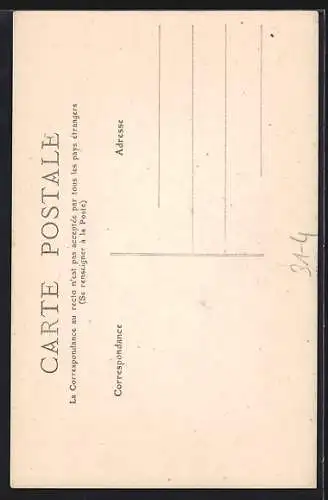 CARTE POSTALE
La Correspondance au recto n'est pas acceptée par tous les pays étrangers
(Se renseigner à la Poste)
Correspondance
Adresse
31-4